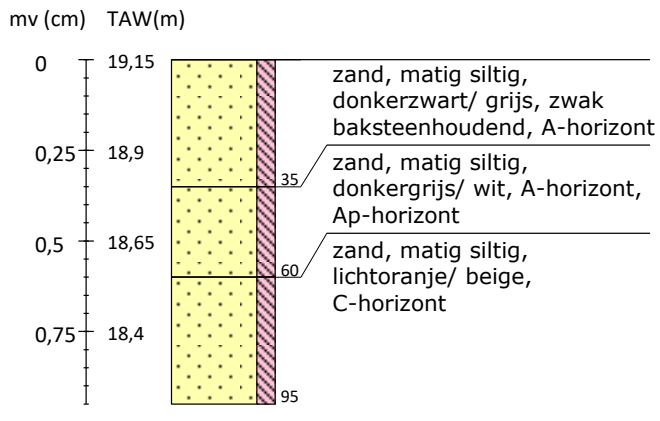 mv (cm) TAW(m)
0 19,15
zand, matig siltig,
donkerzwart/ grijs, zwak
baksteenhoudend, A-horizont
0,25 18,9
35
zand, matig siltig,
donkergrijs/ wit, A-horizont,
Ap-horizont
0,5 18,65
60
zand, matig siltig,
lichtoranje/ beige,
C-horizont
0,75 18,4
95